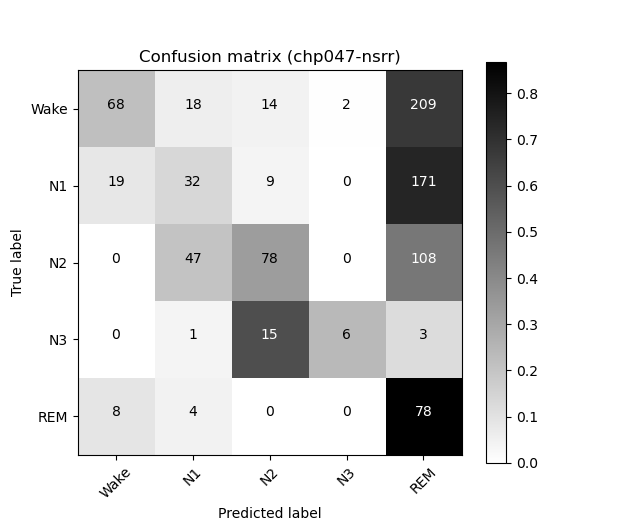 Confusion matrix (chp047-nsrr)
Wake 68 18 14 2 209
N1 19 32 9 0 171
N2 0 47 78 0 108
N3 0 1 15 6 3
REM 8 4 0 0 78
Wake N1 N2 N3 REM
Predicted label
True label
0.8
0.7
0.6
0.5
0.4
0.3
0.2
0.1
0.0